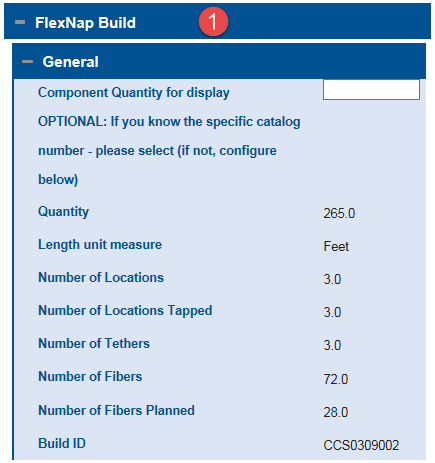 FlexNap Build 1
General
Component Quantity for display
OPTIONAL: If you know the specific catalog
number - please select (if not, configure
below)
Quantity 265.0
Length unit measure Feet
Number of Locations 3.0
Number of Locations Tapped 3.0
Number of Tethers 3.0
Number of Fibers 72.0
Number of Fibers Planned 28.0
Build ID CCS0309002